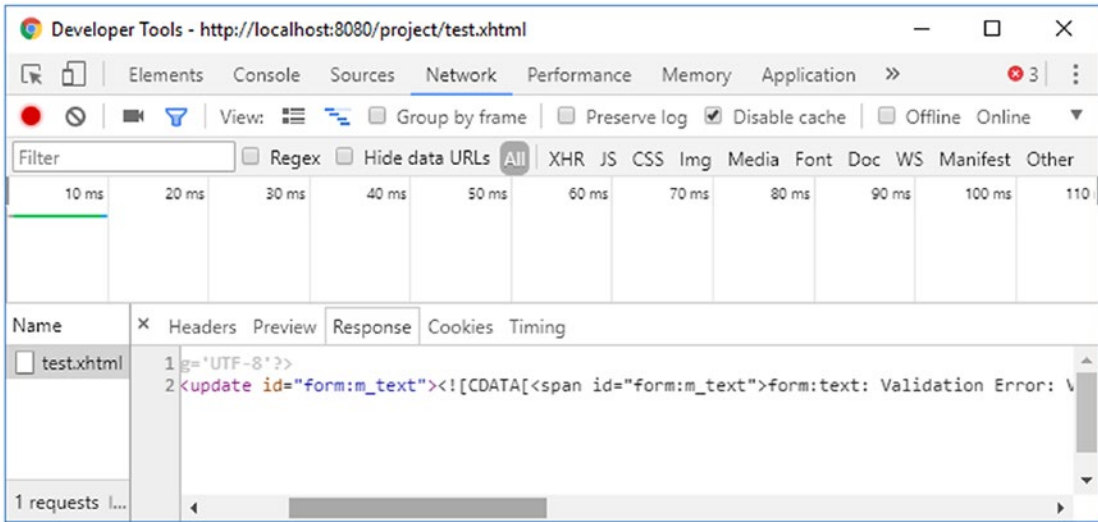 Developer Tools - http://localhost:8080/project/test.xhtml
Elements Console Sources Network Performance Memory Application » 3
View: Group by frame Preserve log Disable cache Offline Online
Filter Regex Hide data URLs All XHR JS CSS Img Media Font Doc WS Manifest Other
10 ms 20 ms 30 ms 40 ms 50 ms 60 ms 70 ms 80 ms 90 ms 100 ms 110
Name × Headers Preview Response Cookies Timing
test.xhtml 1 g='UTF-8'?>
2 <update id="form:m_text"><![CDATA[<span id="form:m_text">form:text: Validation Error: V
1 requests ...